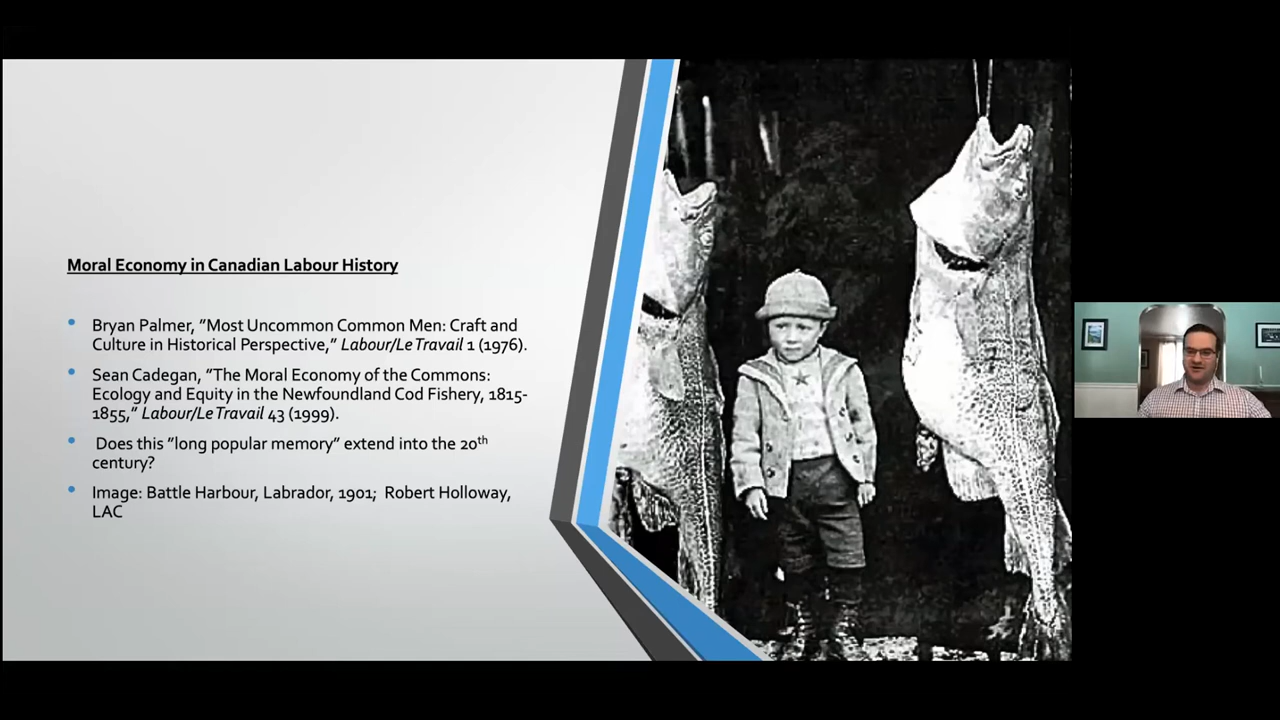 Moral Economy in Canadian Labour History
Bryan Palmer, "Most Uncommon Common Men: Craft and
Culture in Historical Perspective," Labour/Le Travail 1 (1976).
Sean Cadegan, "The Moral Economy of the Commons:
Ecology and Equity in the Newfoundland Cod Fishery, 1815-
1855," Labour/Le Travail 43 (1999).
Does this "long popular memory" extend into the 20th
century?
Image: Battle Harbour, Labrador, 1901; Robert Holloway,
LAC